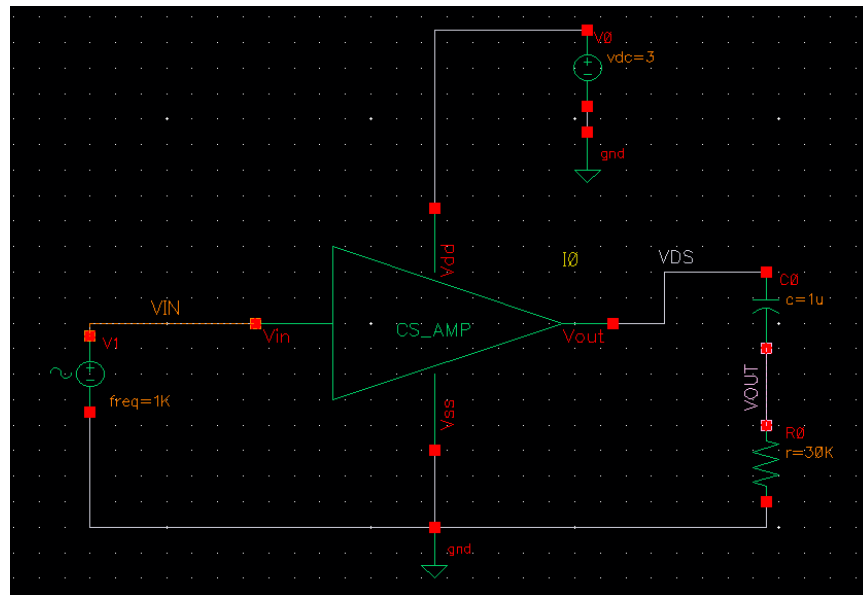 V0
vdc=3
gnd
vdd
I0
VDS
C0
c=1u
VIN
Vin
CS_AMP
Vout
V1
freq=1K
vss
VOUT
R0
r=30K
gnd